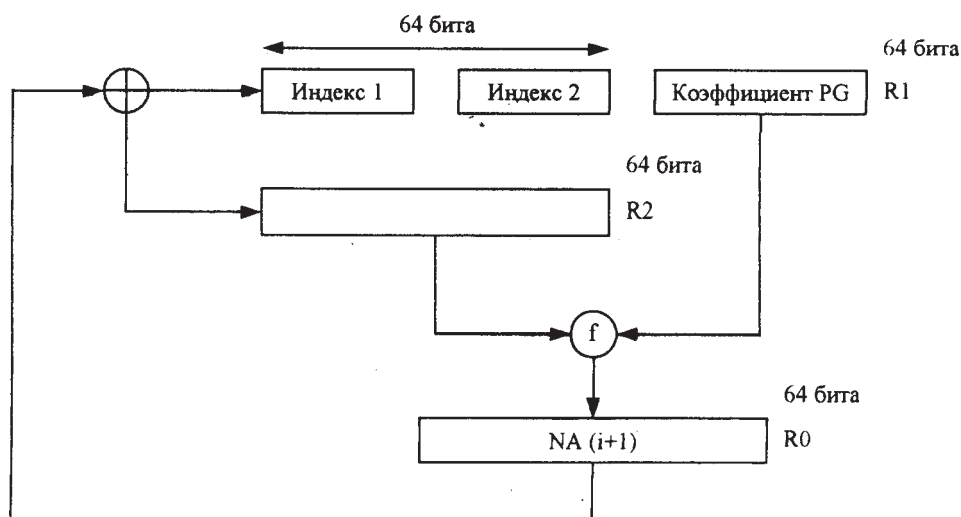 64 бита
64 бита
Индекс 1
Индекс 2
Коэффициент PG
R1
64 бита
R2
f
64 бита
NA (i+1)
R0